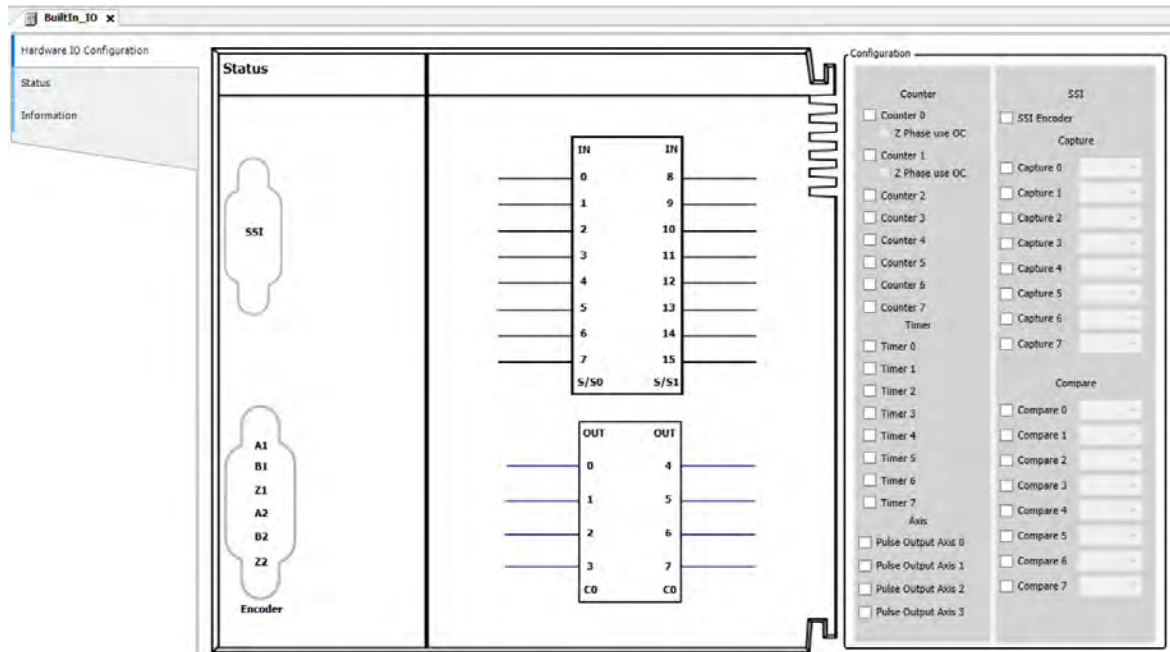 BuiltIn_IO x
Hardware IO Configuration
Status
Information
Status
SSI
A1
B1
Z1
A2
B2
Z2
Encoder
IN IN
0 8
1 9
2 10
3 11
4 12
5 13
6 14
7 15
S/S0 S/S1
OUT OUT
0 4
1 5
2 6
3 7
C0 C0
Configuration
Counter
Counter 0
Z Phase use OC
Counter 1
Z Phase use OC
Counter 2
Counter 3
Counter 4
Counter 5
Counter 6
Counter 7
Timer
Timer 0
Timer 1
Timer 2
Timer 3
Timer 4
Timer 5
Timer 6
Timer 7
Axis
Pulse Output Axis 0
Pulse Output Axis 1
Pulse Output Axis 2
Pulse Output Axis 3
SSI
SSI Encoder
Capture
Capture 0
Capture 1
Capture 2
Capture 3
Capture 4
Capture 5
Capture 6
Capture 7
Compare
Compare 0
Compare 1
Compare 2
Compare 3
Compare 4
Compare 5
Compare 6
Compare 7